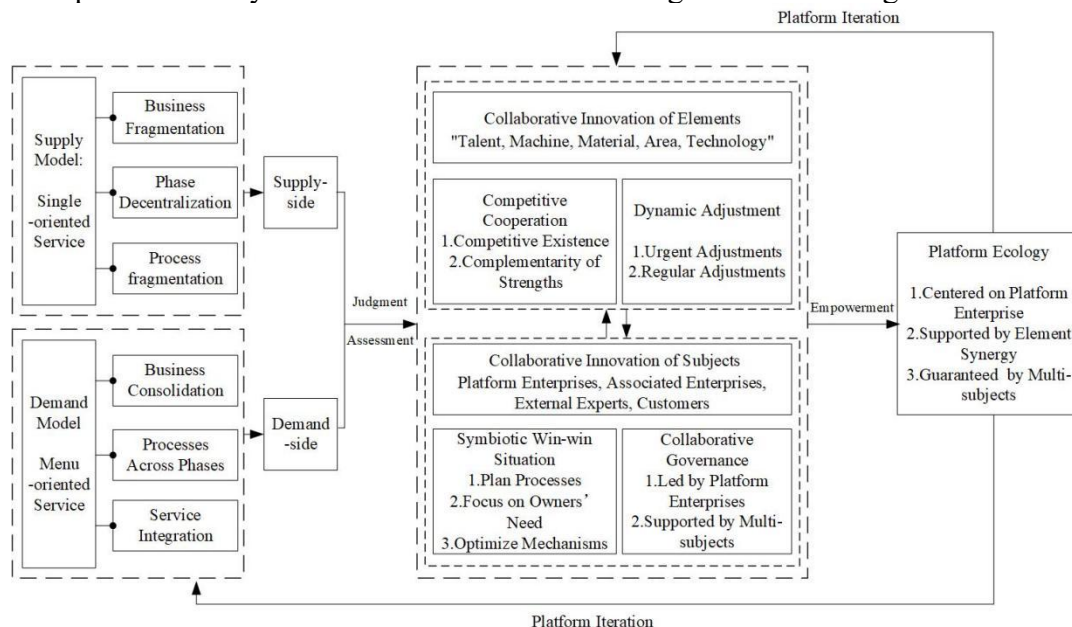 Platform Iteration
Supply
Model:
Single
-oriented
Service
Business
Fragmentation
Phase
Decentralization
Process
fragmentation
Supply-
side
Demand
Model
Menu
-oriented
Service
Business
Consolidation
Processes
Across Phases
Service
Integration
Demand
-side
Judgment
Assessment
Collaborative Innovation of Elements
"Talent, Machine, Material, Area, Technology"
Competitive
Cooperation
1.Competitive Existence
2.Complementarity of
Strengths
Dynamic Adjustment
1.Urgent Adjustments
2.Regular Adjustments
Collaborative Innovation of Subjects
Platform Enterprises, Associated Enterprises,
External Experts, Customers
Symbiotic Win-win
Situation
1.Plan Processes
2.Focus on Owners’
Need
3.Optimize Mechanisms
Collaborative
Governance
1.Led by Platform
Enterprises
2.Supported by Multi-
subjects
Empowerment
Platform Ecology
1.Centered on Platform
Enterprise
2.Supported by Element
Synergy
3.Guaranteed by Multi-
subjects
Platform Iteration